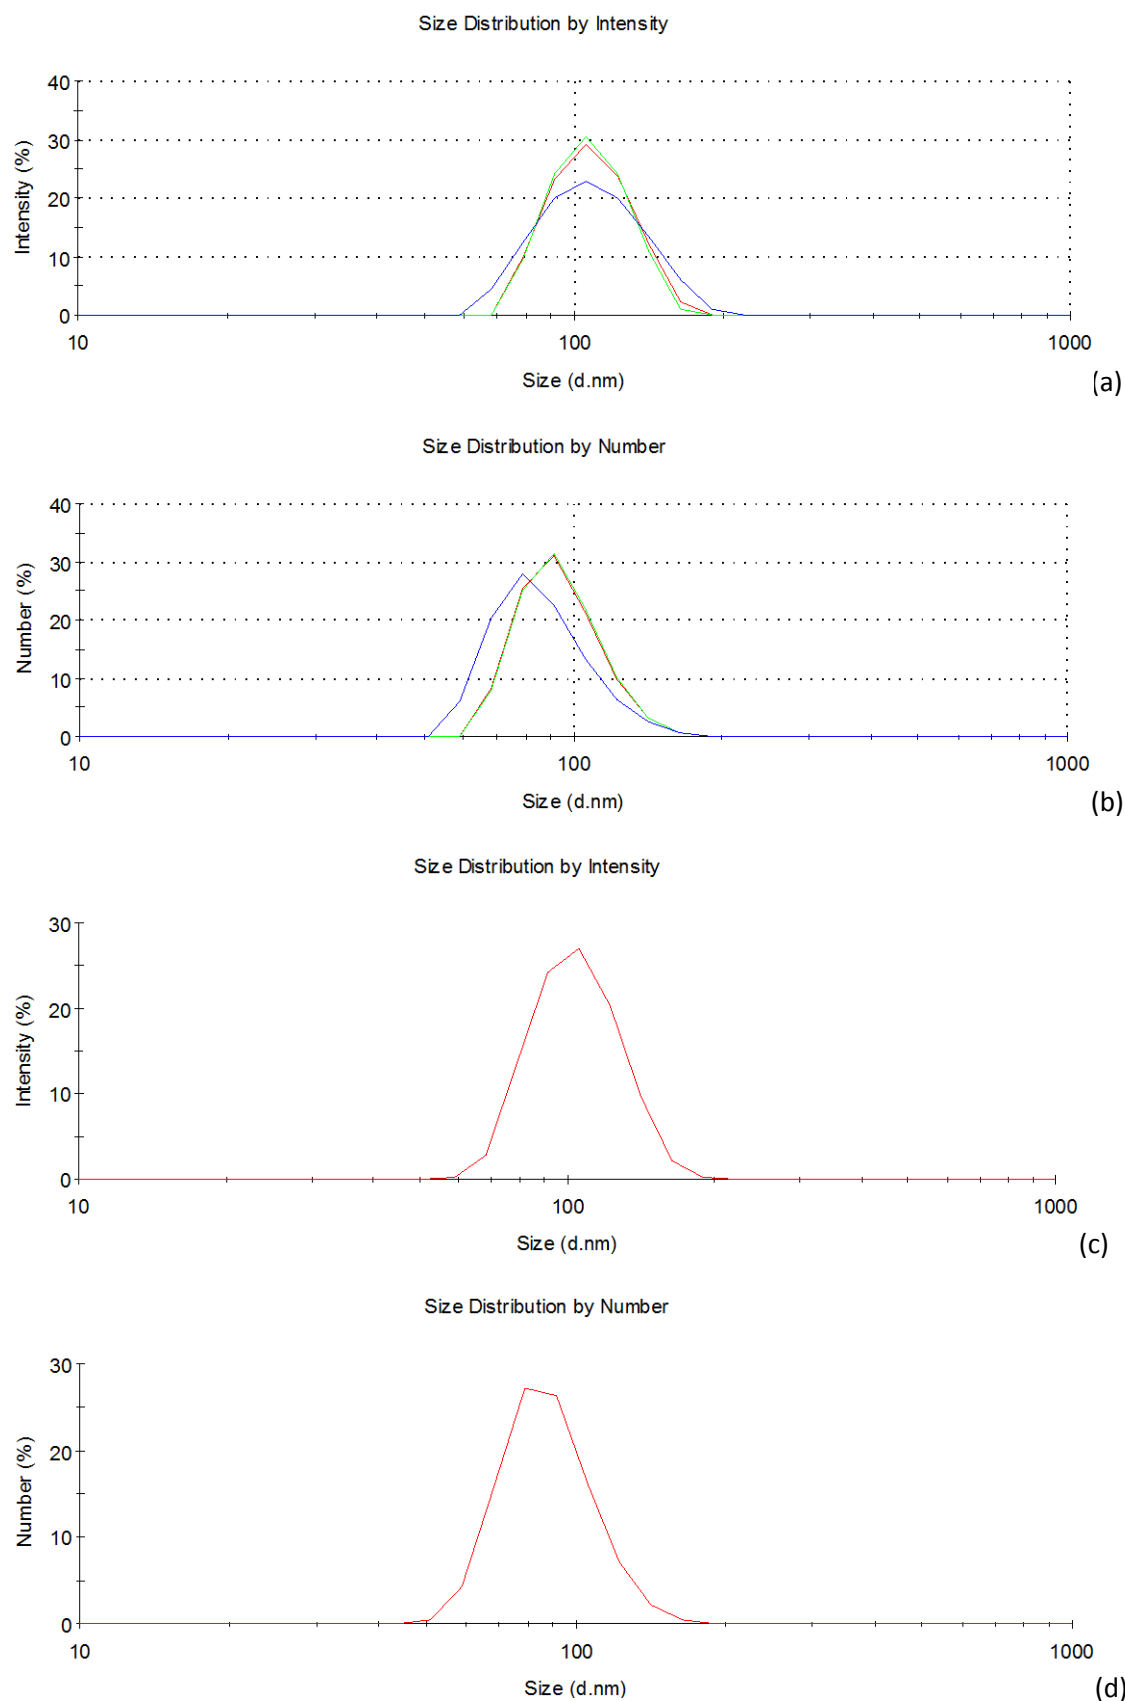 Size Distribution by Intensity
40
30
20
10
0
Intensity (%)
10 100 1000
Size (d.nm)
(a)
Size Distribution by Number
40
30
20
10
0
Number (%)
10 100 1000
Size (d.nm)
(b)
Size Distribution by Intensity
30
20
10
0
Intensity (%)
10 100 1000
Size (d.nm)
(c)
Size Distribution by Number
30
20
10
0
Number (%)
10 100 1000
Size (d.nm)
(d)